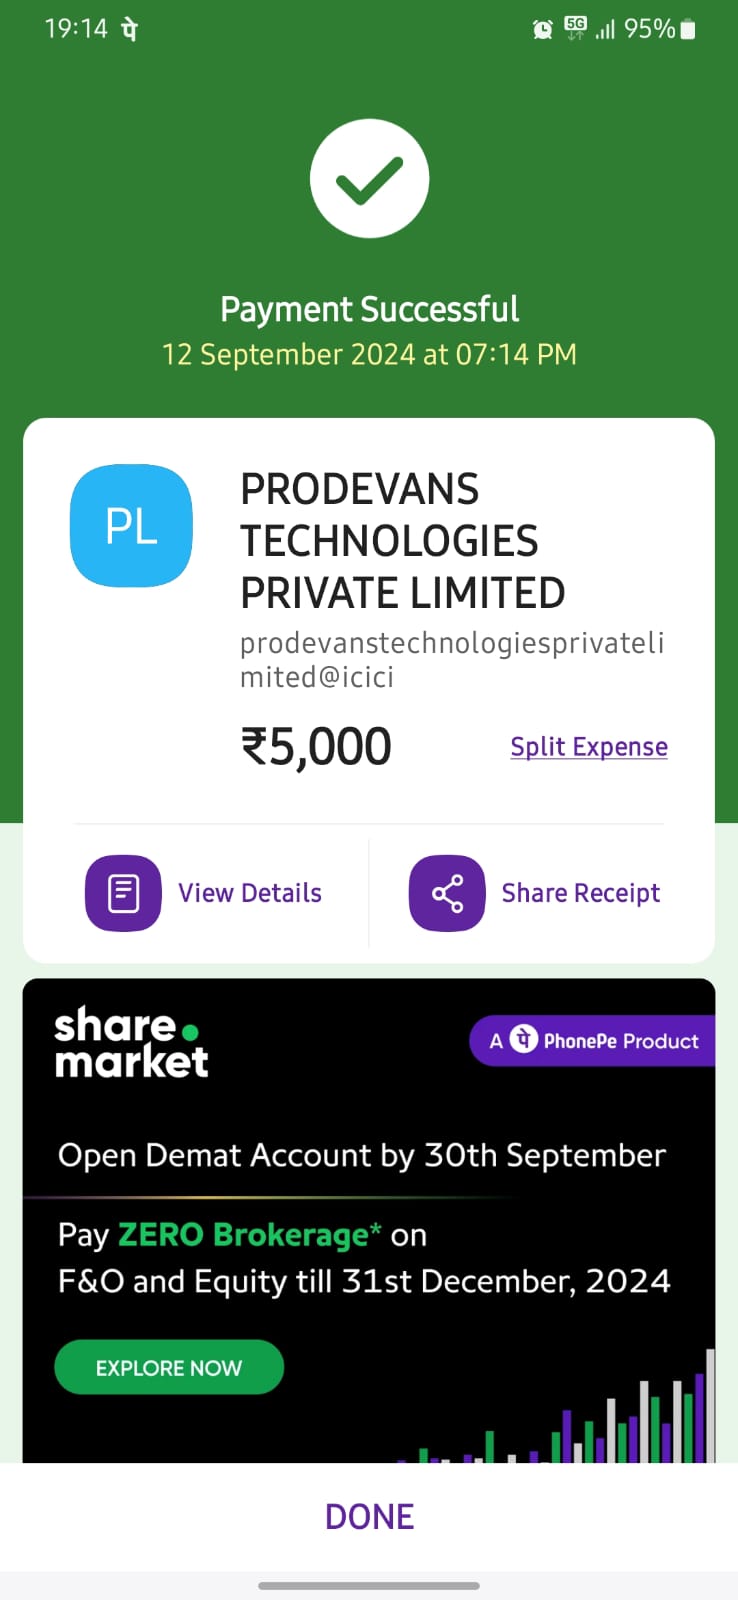 19:14 पे 5G 95%
Payment Successful
12 September 2024 at 07:14 PM
PL
PRODEVANS
TECHNOLOGIES
PRIVATE LIMITED
prodevanstechnologiesprivateli
mited@icici
₹5,000
Split Expense
View Details
Share Receipt
share.
market
A पे PhonePe Product
Open Demat Account by 30th September
Pay ZERO Brokerage* on
F&O and Equity till 31st December, 2024
EXPLORE NOW
DONE